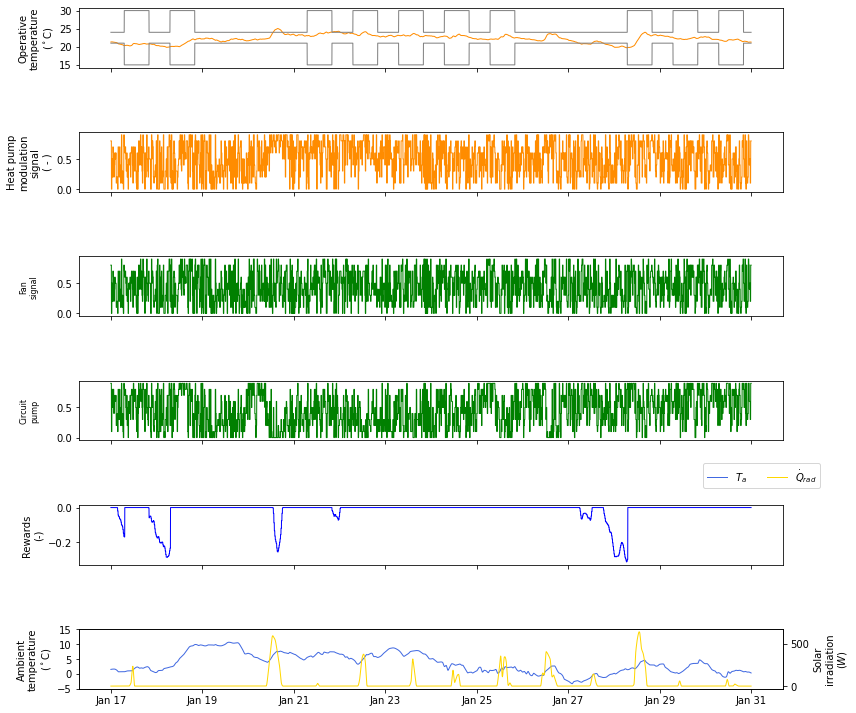 Operative
temperature
(°C)
30
25
20
15
Heat pump
modulation
signal
( - )
0.5
0.0
Fan
signal
0.5
0.0
Circuit
pump
0.5
0.0
T_a
Q̇_rad
Rewards
(-)
0.0
−0.2
Ambient
temperature
(°C)
15
10
5
0
−5
500
0
Solar
irradiation
(W)
Jan 17
Jan 19
Jan 21
Jan 23
Jan 25
Jan 27
Jan 29
Jan 31